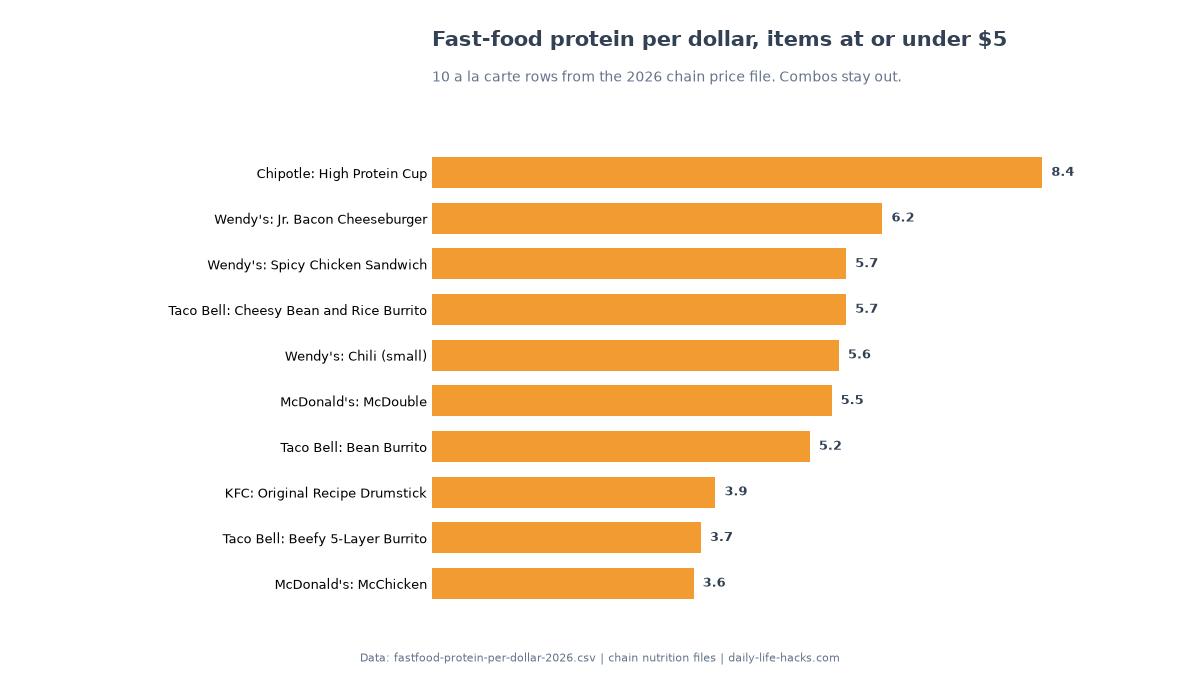 Fast-food protein per dollar, items at or under $5
10 a la carte rows from the 2026 chain price file. Combos stay out.
Chipotle: High Protein Cup 8.4
Wendy's: Jr. Bacon Cheeseburger 6.2
Wendy's: Spicy Chicken Sandwich 5.7
Taco Bell: Cheesy Bean and Rice Burrito 5.7
Wendy's: Chili (small) 5.6
McDonald's: McDouble 5.5
Taco Bell: Bean Burrito 5.2
KFC: Original Recipe Drumstick 3.9
Taco Bell: Beefy 5-Layer Burrito 3.7
McDonald's: McChicken 3.6
Data: fastfood-protein-per-dollar-2026.csv | chain nutrition files | daily-life-hacks.com